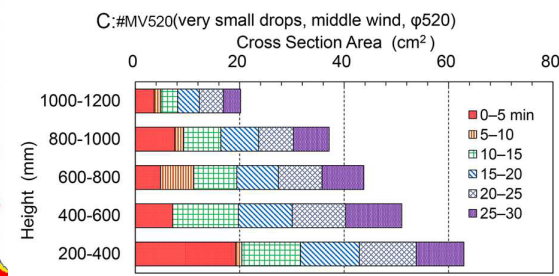 C:#MV520(very small drops, middle wind, φ520)
Cross Section Area (cm²)
0 20 40 60 80
Height (mm)
1000-1200
800-1000
600-800
400-600
200-400
0–5 min
5–10
10–15
15–20
20–25
25–30